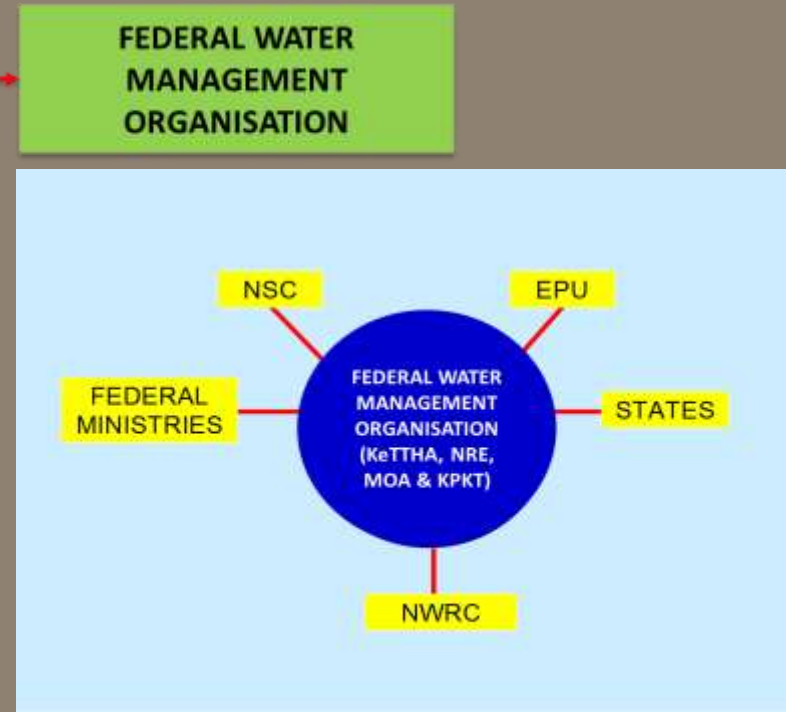 FEDERAL WATER
MANAGEMENT
ORGANISATION
NSC
EPU
FEDERAL
MINISTRIES
FEDERAL WATER
MANAGEMENT
ORGANISATION
(KeTTHA, NRE,
MOA & KPKT)
STATES
NWRC